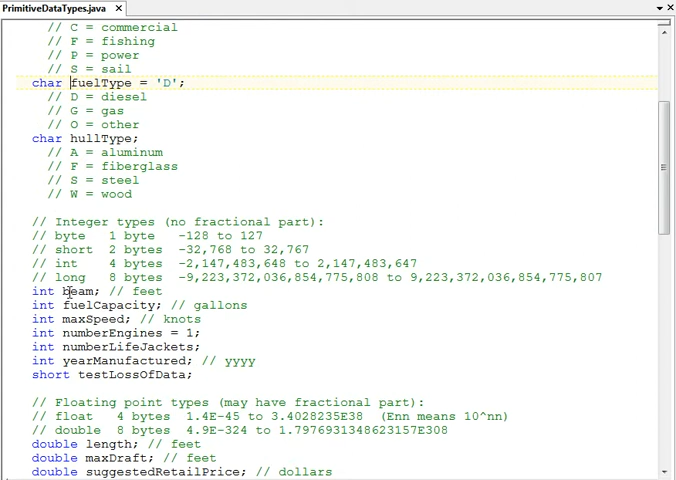 PrimitiveDataTypes.java
// C = commercial
// F = fishing
// P = power
// S = sail
char fuelType = 'D';
// D = diesel
// G = gas
// O = other
char hullType;
// A = aluminum
// F = fiberglass
// S = steel
// W = wood
// Integer types (no fractional part):
// byte 1 byte -128 to 127
// short 2 bytes -32,768 to 32,767
// int 4 bytes -2,147,483,648 to 2,147,483,647
// long 8 bytes -9,223,372,036,854,775,808 to 9,223,372,036,854,775,807
int beam; // feet
int fuelCapacity; // gallons
int maxSpeed; // knots
int numberEngines = 1;
int numberLifeJackets;
int yearManufactured; // yyyy
short testLossOfData;
// Floating point types (may have fractional part):
// float 4 bytes 1.4E-45 to 3.4028235E38 (Enn means 10^nn)
// double 8 bytes 4.9E-324 to 1.7976931348623157E308
double length; // feet
double maxDraft; // feet
double suggestedRetailPrice; // dollars